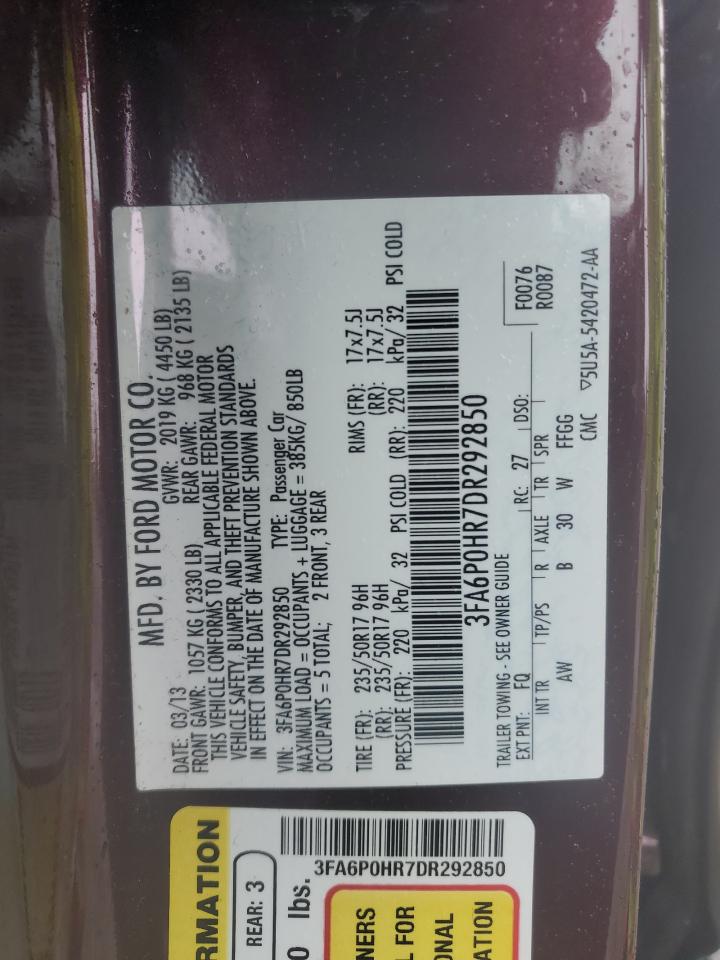 MFD. BY FORD MOTOR CO.
DATE: 03/13 GVWR: 2019 KG ( 4450 LB)
FRONT GAWR: 1057 KG ( 2330 LB) REAR GAWR: 968 KG ( 2135 LB)
THIS VEHICLE CONFORMS TO ALL APPLICABLE FEDERAL MOTOR
VEHICLE SAFETY, BUMPER, AND THEFT PREVENTION STANDARDS
IN EFFECT ON THE DATE OF MANUFACTURE SHOWN ABOVE.
VIN: 3FA6P0HR7DR292850 TYPE: Passenger Car
MAXIMUM LOAD = OCCUPANTS + LUGGAGE = 385KG/ 850LB
OCCUPANTS = 5 TOTAL; 2 FRONT, 3 REAR
TIRE (FR): 235/50R17 96H RIMS (FR): 17x7.5J
(RR): 235/50R17 96H (RR): 17x7.5J
PRESSURE (FR): 220 kPa/ 32 PSI COLD (RR): 220 kPa/ 32 PSI COLD
3FA6P0HR7DR292850
TRAILER TOWING - SEE OWNER GUIDE
F0076
EXT PNT: FQ RC: 27 DSO: R0087
INT TR TP/PS R AXLE TR SPR
AW B 30 W FFGG
CMC ▽5U5A-5420472-AA
RMATION
REAR: 3
0 lbs.
3FA6P0HR7DR292850
NERS
L FOR
ONAL
ATION